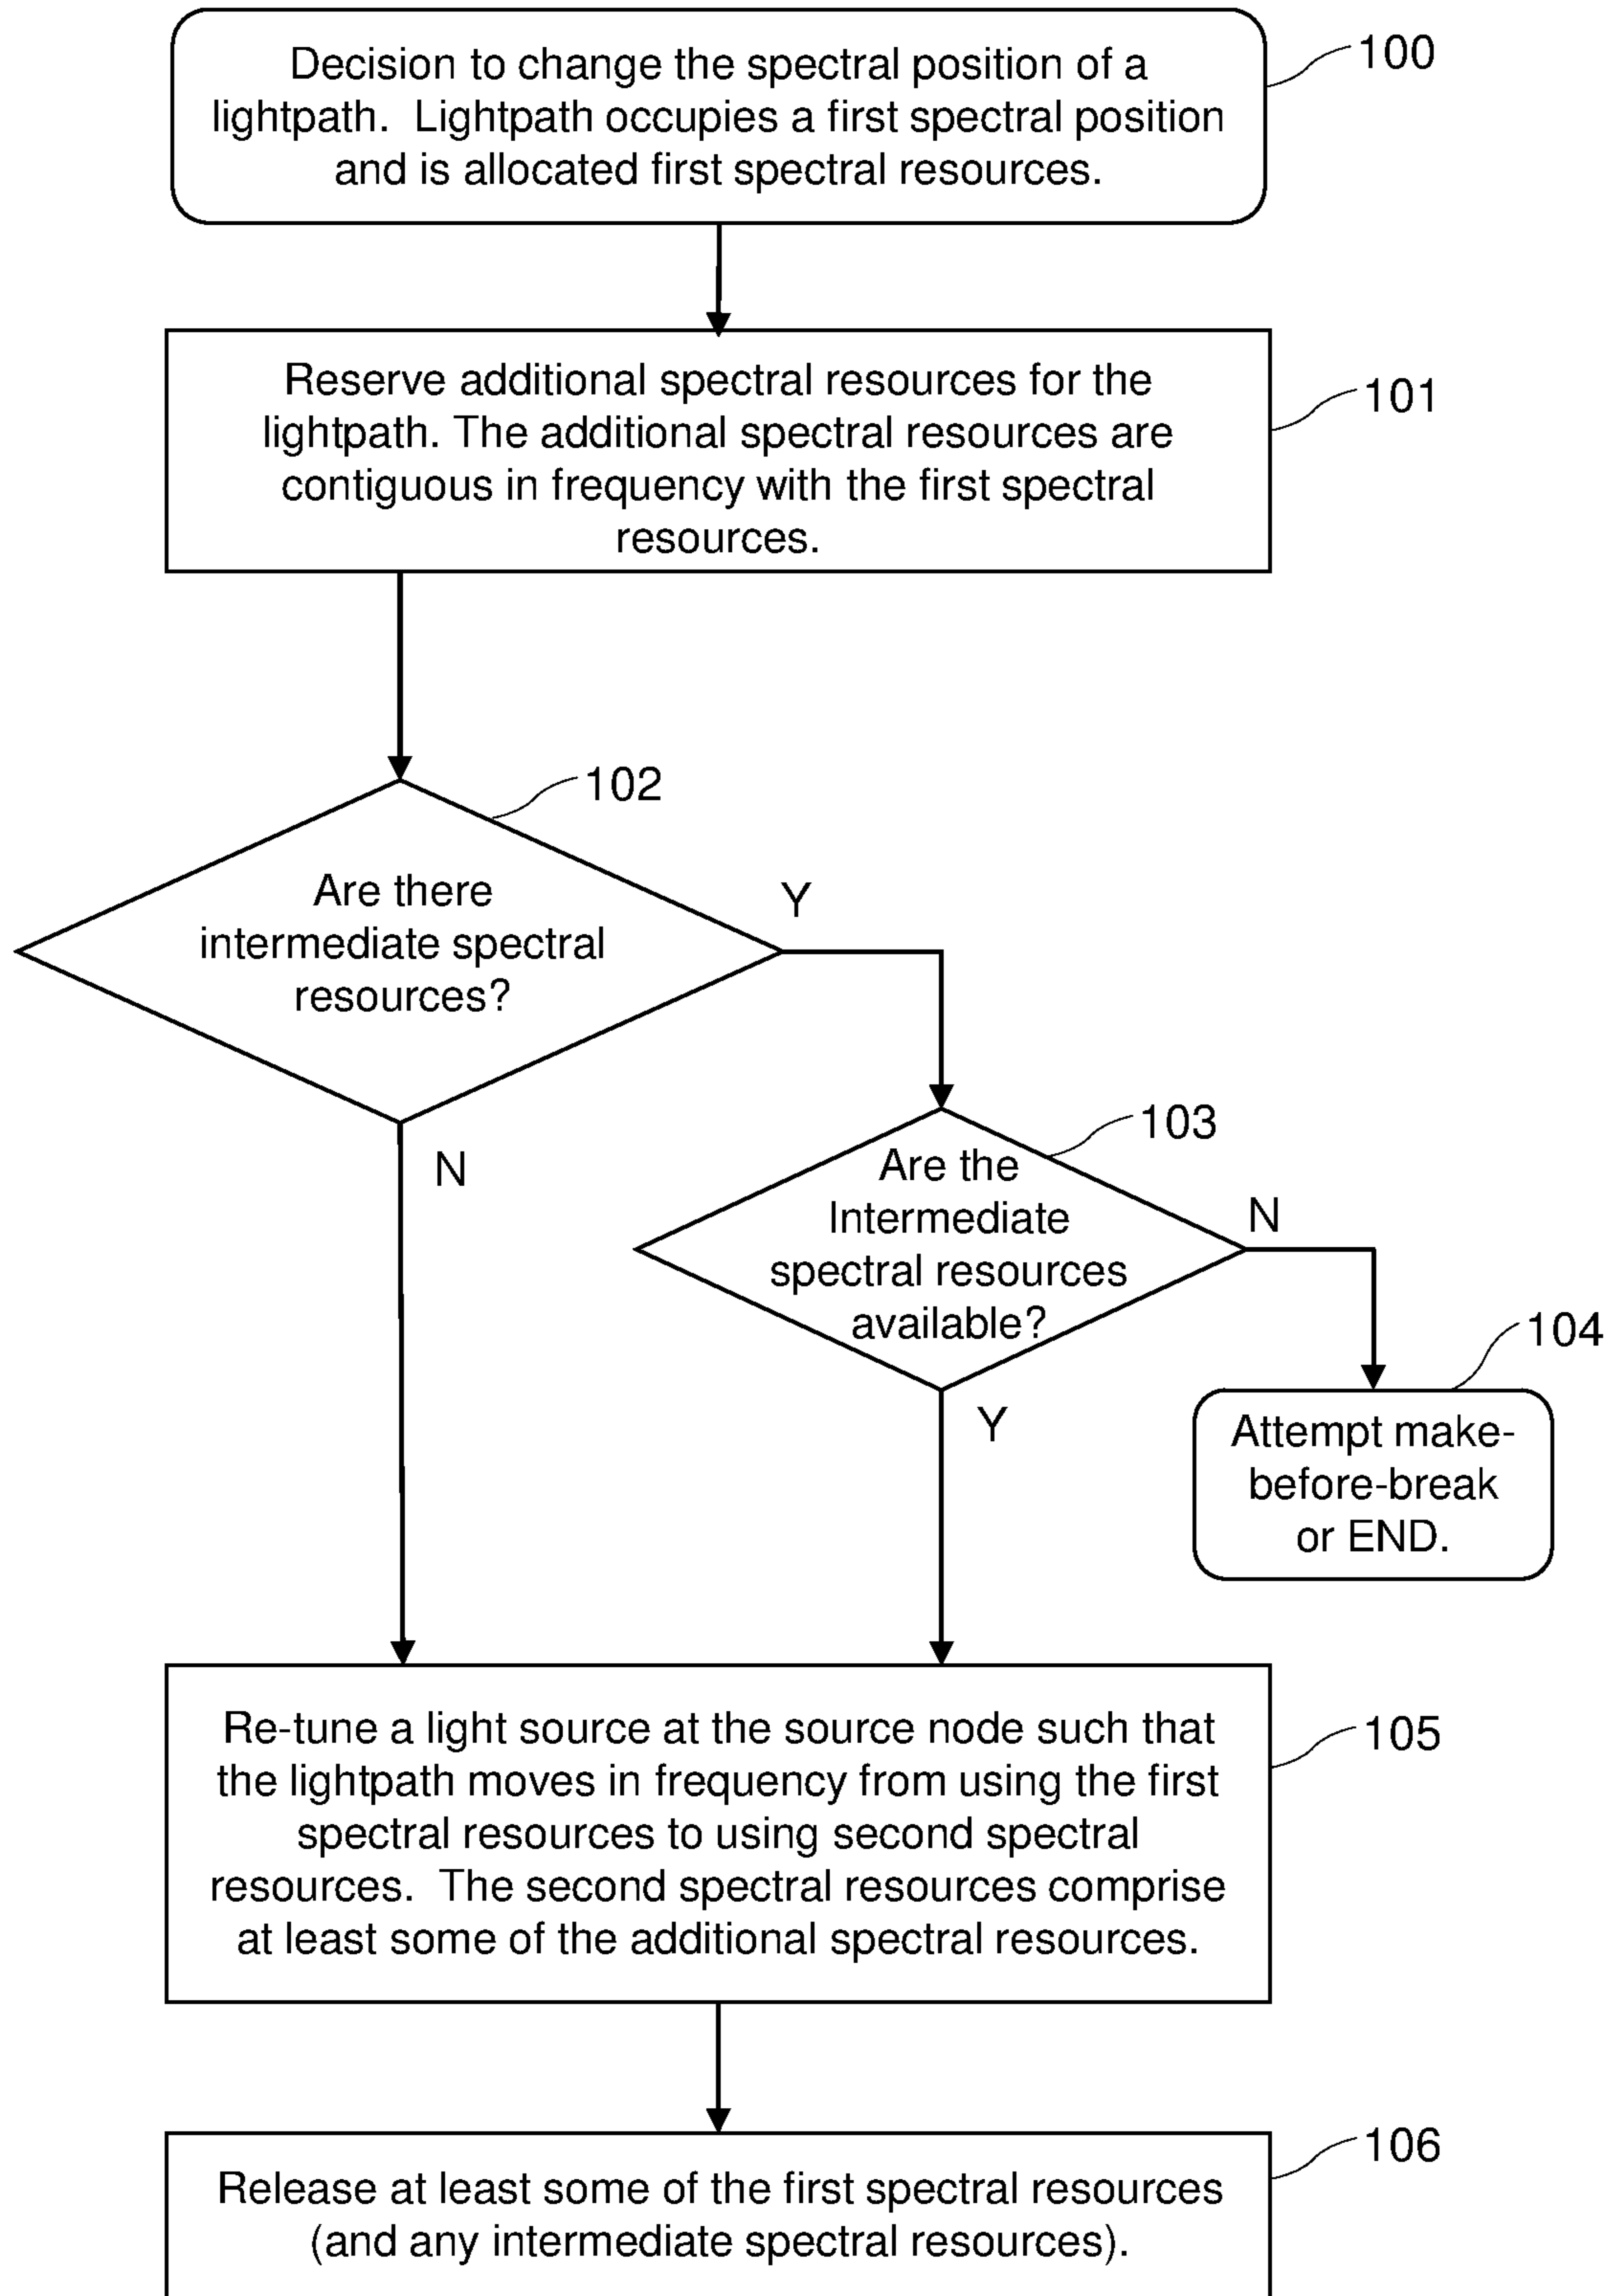 Decision to change the spectral position of a
lightpath. Lightpath occupies a first spectral position
and is allocated first spectral resources.
100
Reserve additional spectral resources for the
lightpath. The additional spectral resources are
contiguous in frequency with the first spectral
resources.
101
102
Are there
intermediate spectral
resources?
Y
N
103
Are the
Intermediate
spectral resources
available?
N
Y
104
Attempt make-
before-break
or END.
Re-tune a light source at the source node such that
the lightpath moves in frequency from using the first
spectral resources to using second spectral
resources. The second spectral resources comprise
at least some of the additional spectral resources.
105
106
Release at least some of the first spectral resources
(and any intermediate spectral resources).